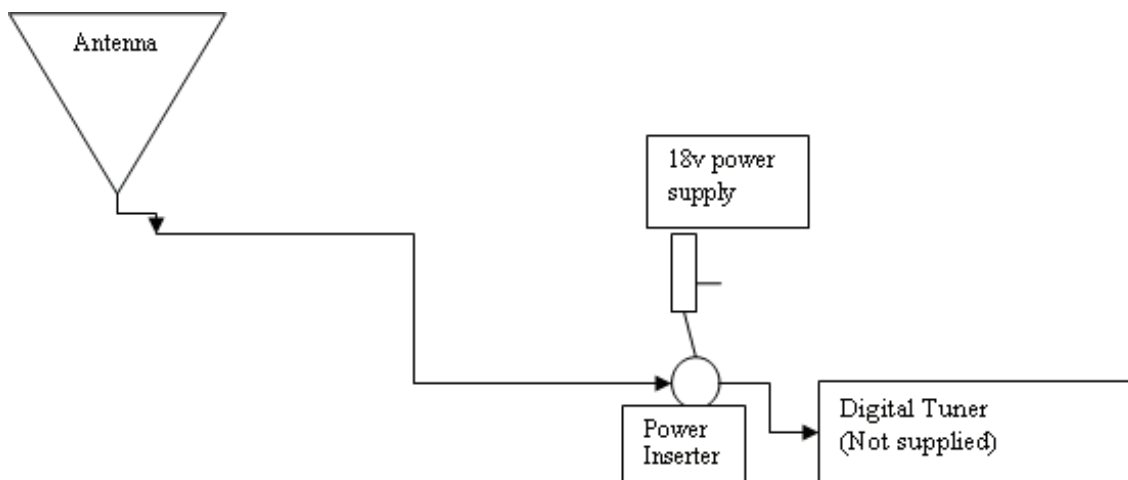 Antenna
18v power
supply
Power
Inserter
Digital Tuner
(Not supplied)